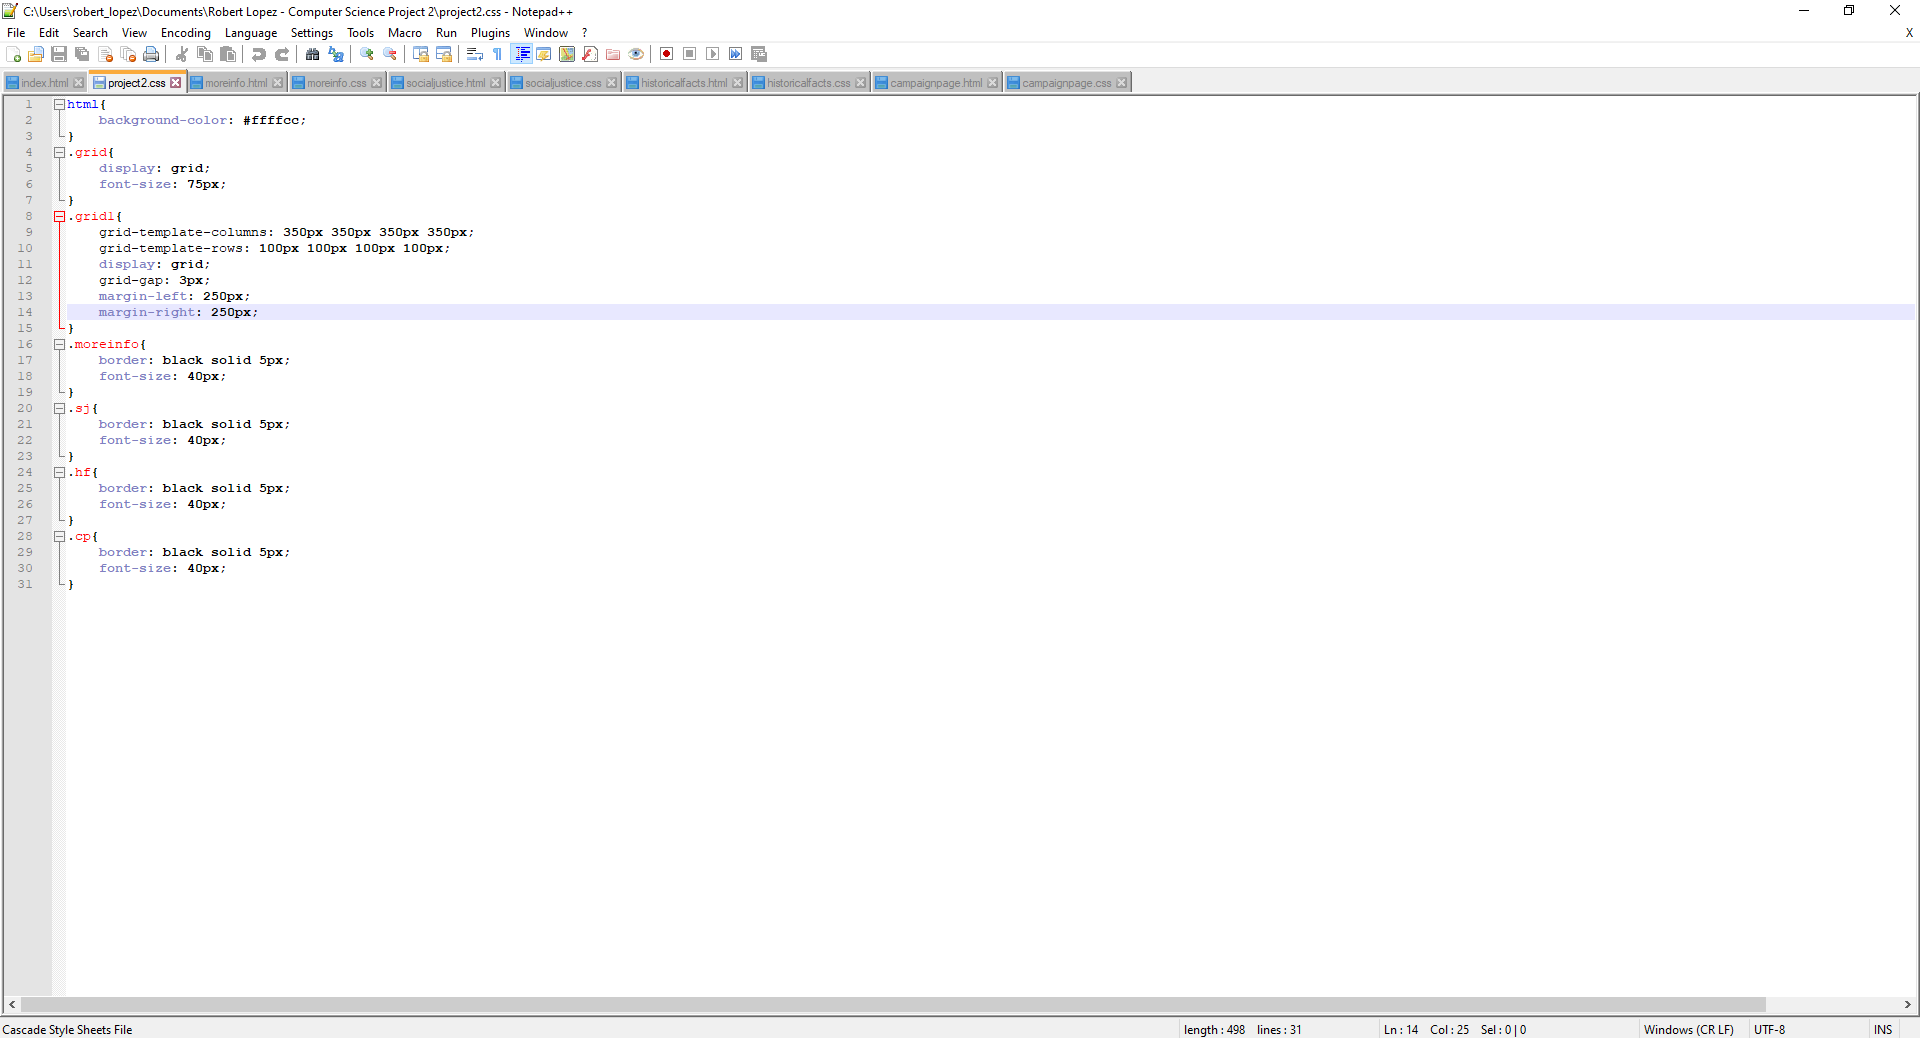 C:\Users\robert_lopez\Documents\Robert Lopez - Computer Science Project 2\project2.css - Notepad++
File Edit Search View Encoding Language Settings Tools Macro Run Plugins Window ? X
index.html project2.css moreinfo.html moreinfo.css socialjustice.html socialjustice.css historicalfacts.html historicalfacts.css campaignpage.html campaignpage.css
1 html{
2 background-color: #ffffcc;
3 }
4 .grid{
5 display: grid;
6 font-size: 75px;
7 }
8 .grid1{
9 grid-template-columns: 350px 350px 350px 350px;
10 grid-template-rows: 100px 100px 100px 100px;
11 display: grid;
12 grid-gap: 3px;
13 margin-left: 250px;
14 margin-right: 250px;
15 }
16 .moreinfo{
17 border: black solid 5px;
18 font-size: 40px;
19 }
20 .sj{
21 border: black solid 5px;
22 font-size: 40px;
23 }
24 .hf{
25 border: black solid 5px;
26 font-size: 40px;
27 }
28 .cp{
29 border: black solid 5px;
30 font-size: 40px;
31 }
Cascade Style Sheets File length : 498 lines : 31 Ln : 14 Col : 25 Sel : 0 | 0 Windows (CR LF) UTF-8 INS